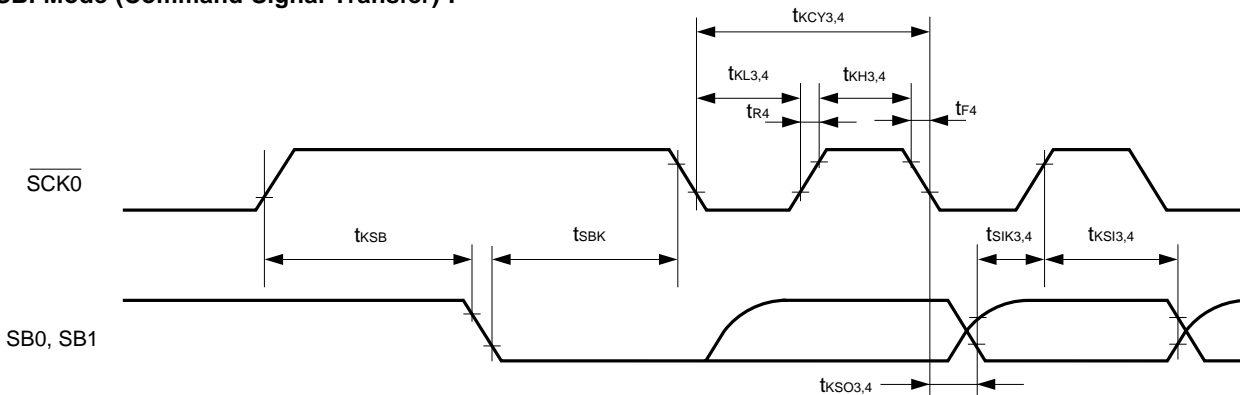 SBI Mode (Command Signal Transfer) :
tKCY3,4
tKL3,4
tKH3,4
tR4
tF4
SCK0
tKSB
tSBK
tSIK3,4
tKSI3,4
SB0, SB1
tKSO3,4